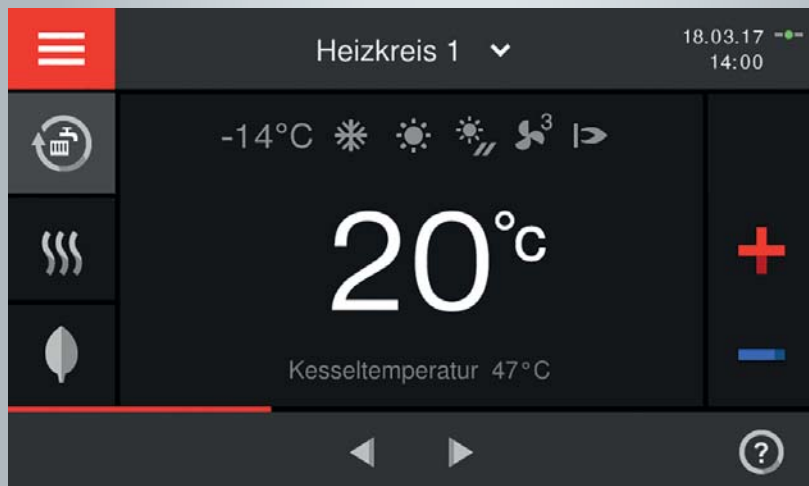 Heizkreis 1
18.03.17
14:00
-14°C
3
20°C
Kesseltemperatur 47°C
?